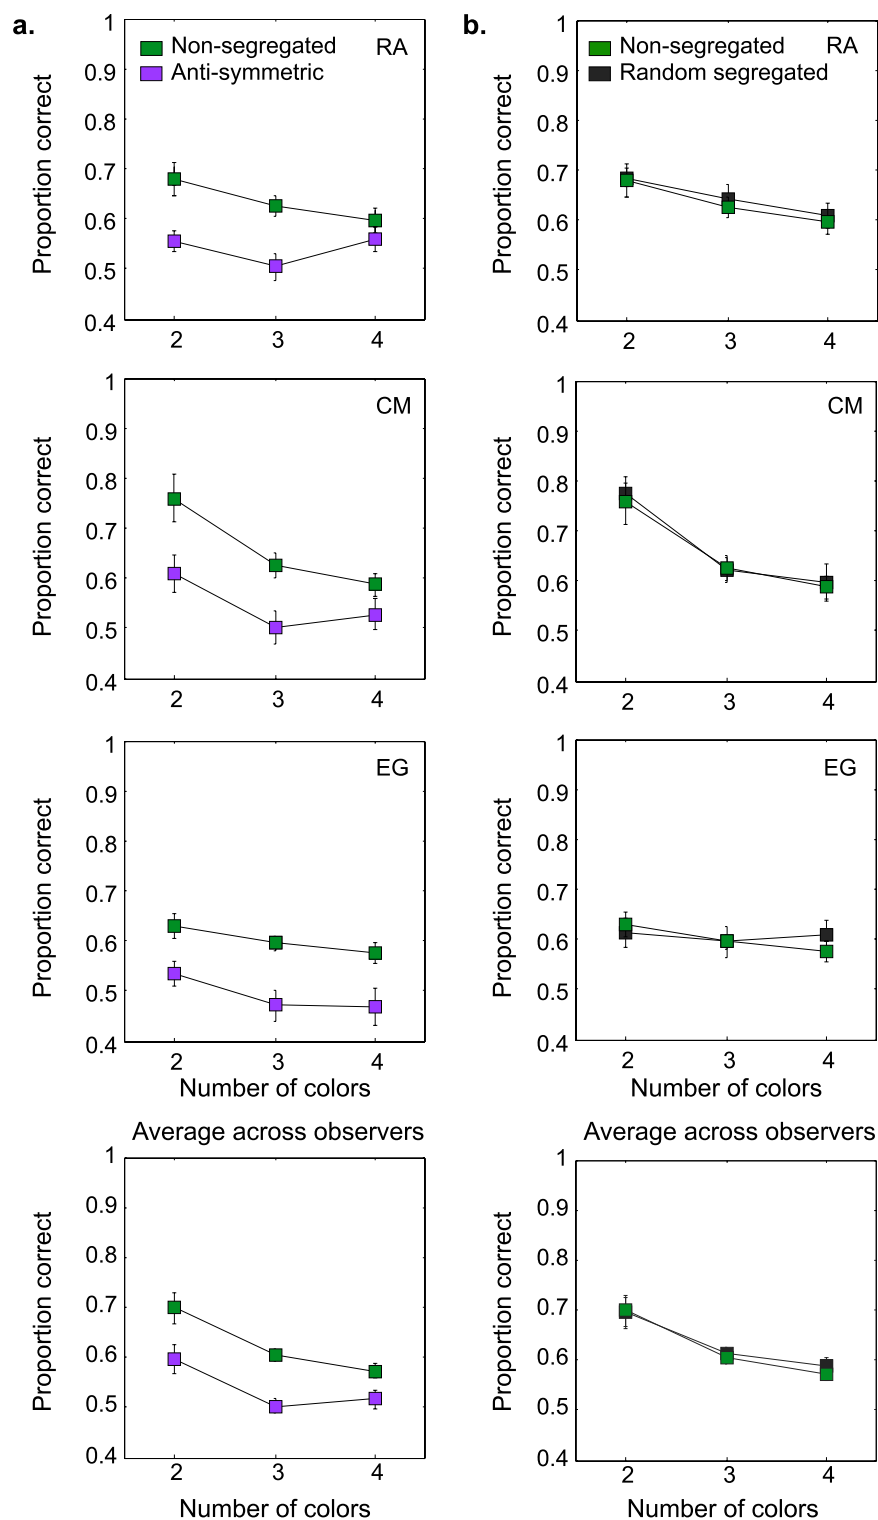 a.
Proportion correct
1
0.9
0.8
0.7
0.6
0.5
0.4
Non-segregated
Anti-symmetric
RA
2 3 4
b.
Proportion correct
1
0.9
0.8
0.7
0.6
0.5
0.4
Non-segregated
Random segregated
RA
2 3 4
Proportion correct
1
0.9
0.8
0.7
0.6
0.5
0.4
CM
2 3 4
Proportion correct
1
0.9
0.8
0.7
0.6
0.5
0.4
CM
2 3 4
Proportion correct
1
0.9
0.8
0.7
0.6
0.5
0.4
EG
2 3 4
Number of colors
Proportion correct
1
0.9
0.8
0.7
0.6
0.5
0.4
EG
2 3 4
Number of colors
Average across observers
Proportion correct
1
0.9
0.8
0.7
0.6
0.5
0.4
2 3 4
Number of colors
Average across observers
Proportion correct
1
0.9
0.8
0.7
0.6
0.5
0.4
2 3 4
Number of colors